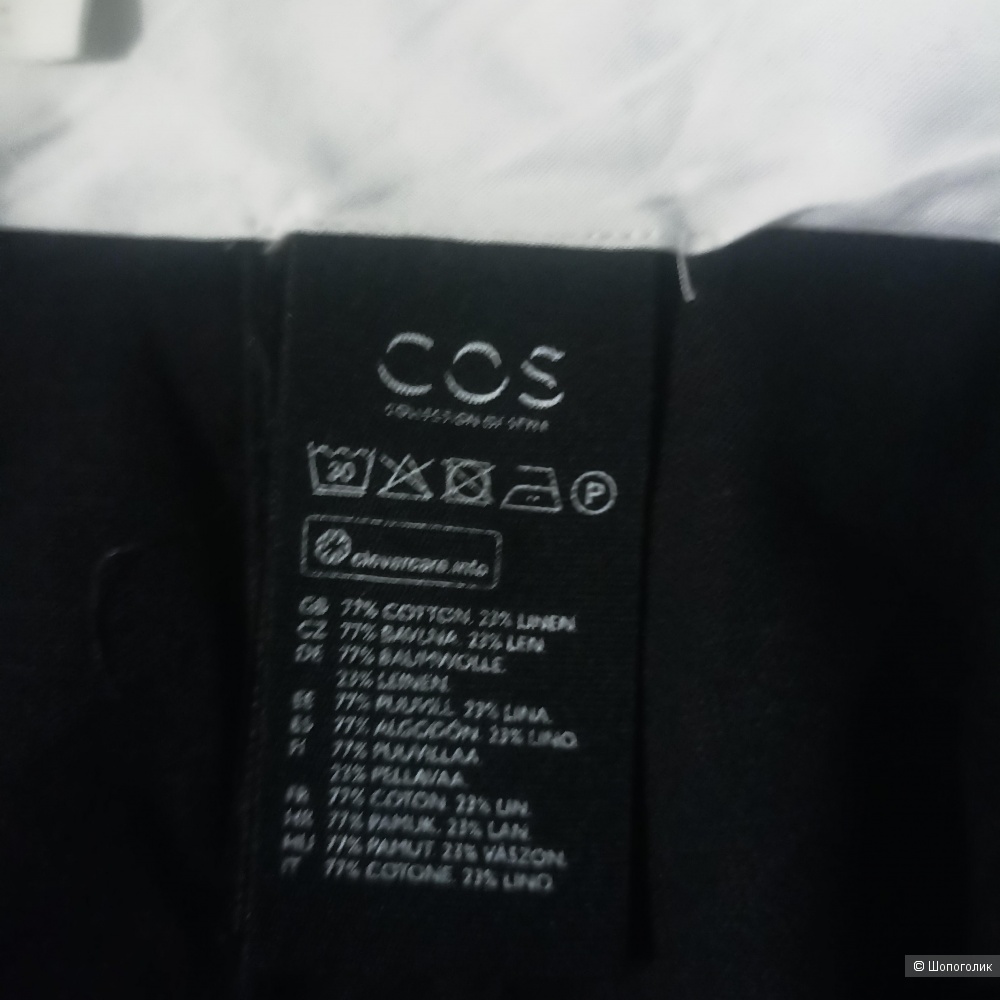 COS
COLLECTION OF STYLE
30
P
clevercare.info
GB 77% COTTON. 23% LINEN.
CZ 77% BAVLNA. 23% LEN.
DE 77% BAUMWOLLE.
23% LEINEN.
EE 77% PUUVILL. 23% LINA.
ES 77% ALGODÓN. 23% LINO.
FI 77% PUUVILLAA.
23% PELLAVAA.
FR 77% COTON. 23% LIN.
HR 77% PAMUK. 23% LAN.
HU 77% PAMUT. 23% VÁSZON.
IT 77% COTONE. 23% LINO.
© Шопоголик